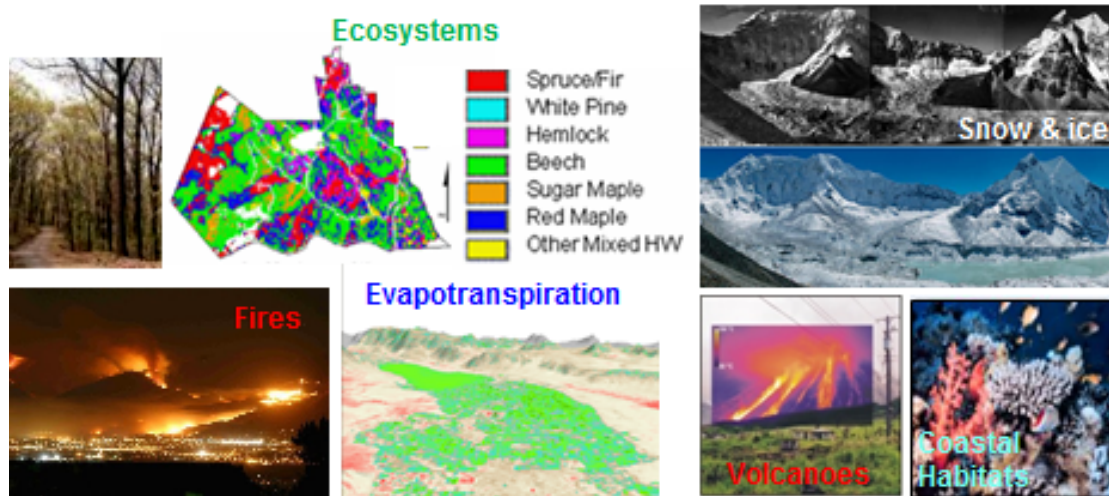 Ecosystems
Spruce/Fir
White Pine
Hemlock
Beech
Sugar Maple
Red Maple
Other Mixed HW
Snow & ice
Fires
Evapotranspiration
Volcanoes
Coastal
Habitats